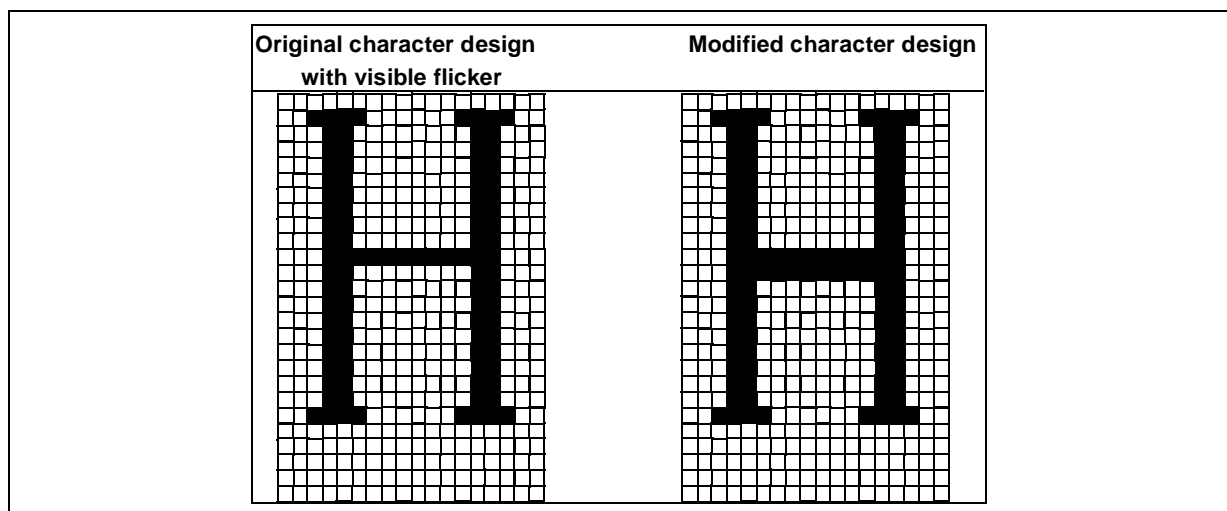 Original character design
with visible flicker
Modified character design
H
H